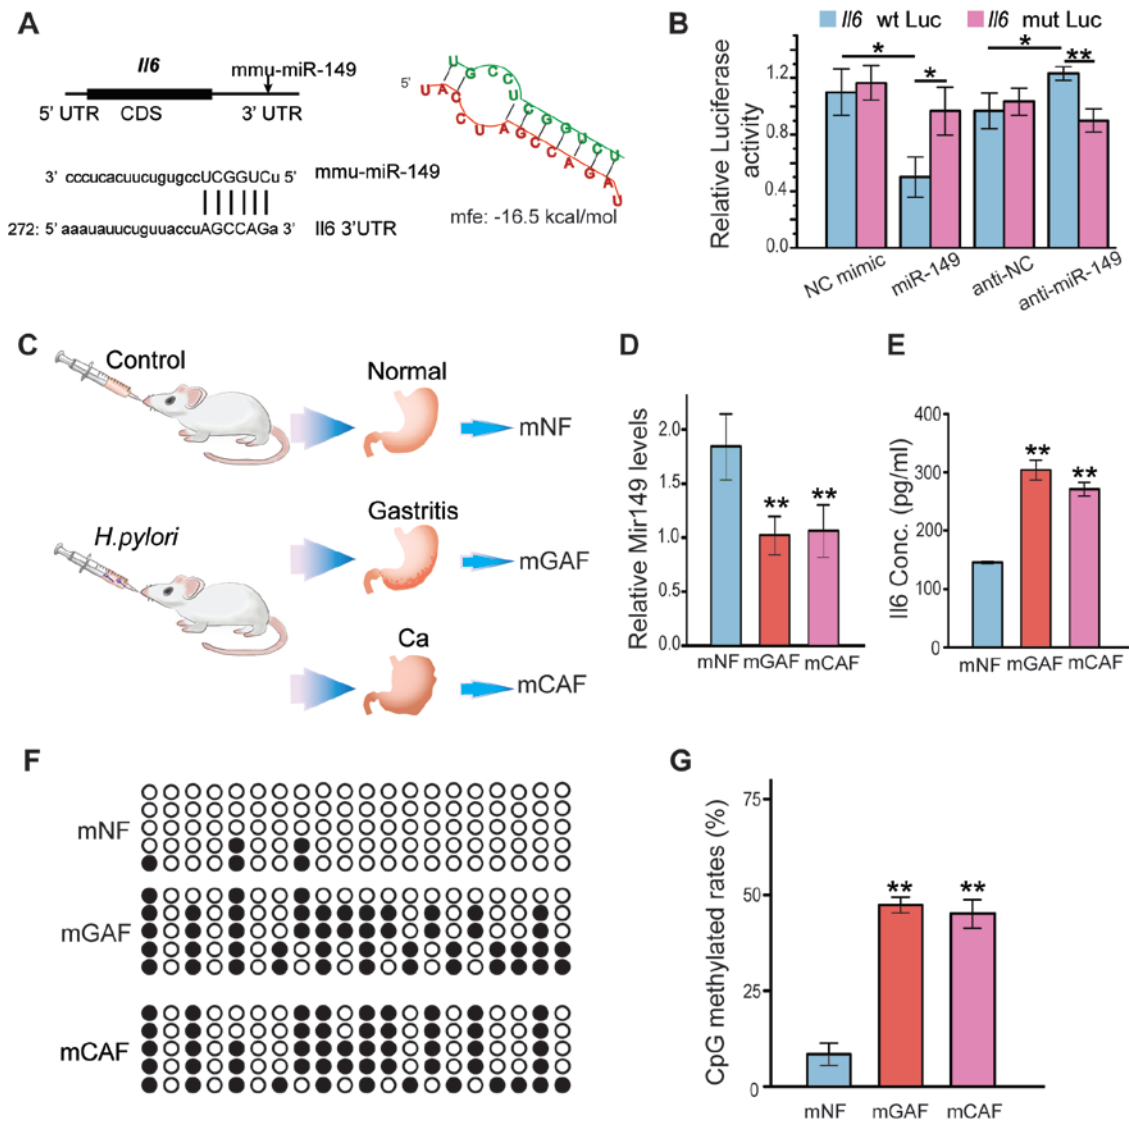 A
Il6
mmu-miR-149
5' UTR
CDS
3' UTR
3' cccucacuucugugccUCGGUCu 5'
mmu-miR-149
272: 5' aaauauucuguuaccuAGCCAGa 3'
Il6 3'UTR
5'
UGCCUCGGUCU
UACCUAGCCAGAU
mfe: -16.5 kcal/mol
B
Il6 wt Luc
Il6 mut Luc
Relative Luciferase
activity
1.2
0.8
0.4
0.0
*
*
*
**
NC mimic
miR-149
anti-NC
anti-miR-149
C
Control
Normal
mNF
H.pylori
Gastritis
mGAF
Ca
mCAF
D
Relative Mir149 levels
2.0
1.5
1.0
0.5
0.0
**
**
mNF mGAF mCAF
E
Il6 Conc. (pg/ml)
400
300
200
100
0
**
**
mNF mGAF mCAF
F
mNF
mGAF
mCAF
G
CpG methylated rates (%)
75
50
25
0
**
**
mNF mGAF mCAF